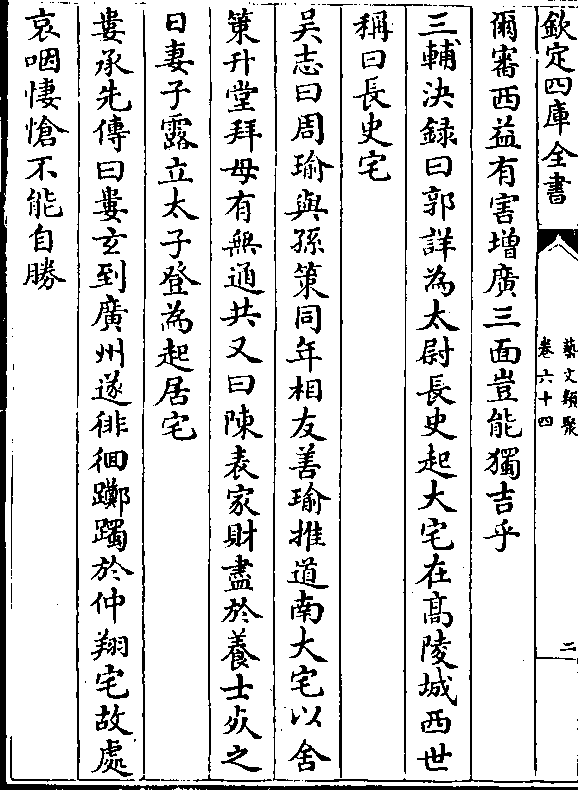 欽定四庫全書
藝文類聚
卷六十四
二
爾審西益有害增廣三面豈能獨吉乎
三輔決録曰郭詳為太尉長史起大宅在髙陵城西世
稱曰長史宅
吴志曰周瑜與孫策同年相友善瑜推道南大宅以舍
策升堂拜母有無通共又曰陳表家財盡於養士死之
日妻子露立太子登為起居宅
婁承先傳曰婁玄到廣州遂徘徊躑躅於仲翔宅故處
哀咽悽愴不能自勝